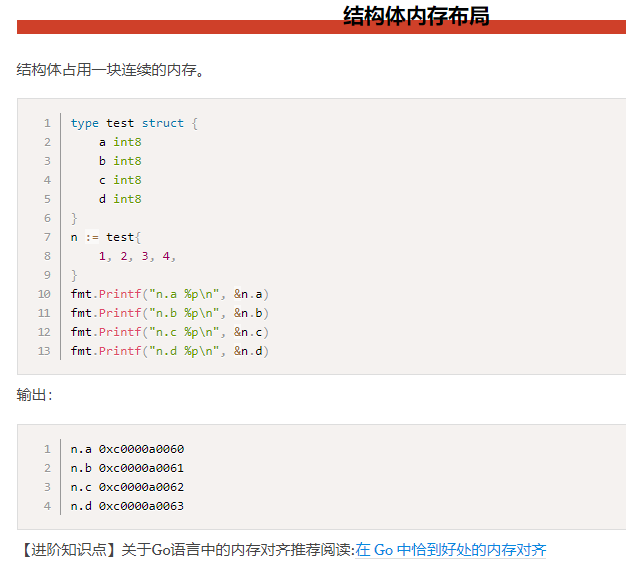 结构体内存布局
结构体占用一块连续的内存。
1 type test struct {
2     a int8
3     b int8
4     c int8
5     d int8
6 }
7 n := test{
8     1, 2, 3, 4,
9 }
10 fmt.Printf("n.a %p\n", &n.a)
11 fmt.Printf("n.b %p\n", &n.b)
12 fmt.Printf("n.c %p\n", &n.c)
13 fmt.Printf("n.d %p\n", &n.d)
输出：
1 n.a 0xc0000a0060
2 n.b 0xc0000a0061
3 n.c 0xc0000a0062
4 n.d 0xc0000a0063
【进阶知识点】关于Go语言中的内存对齐推荐阅读:在 Go 中恰到好处的内存对齐